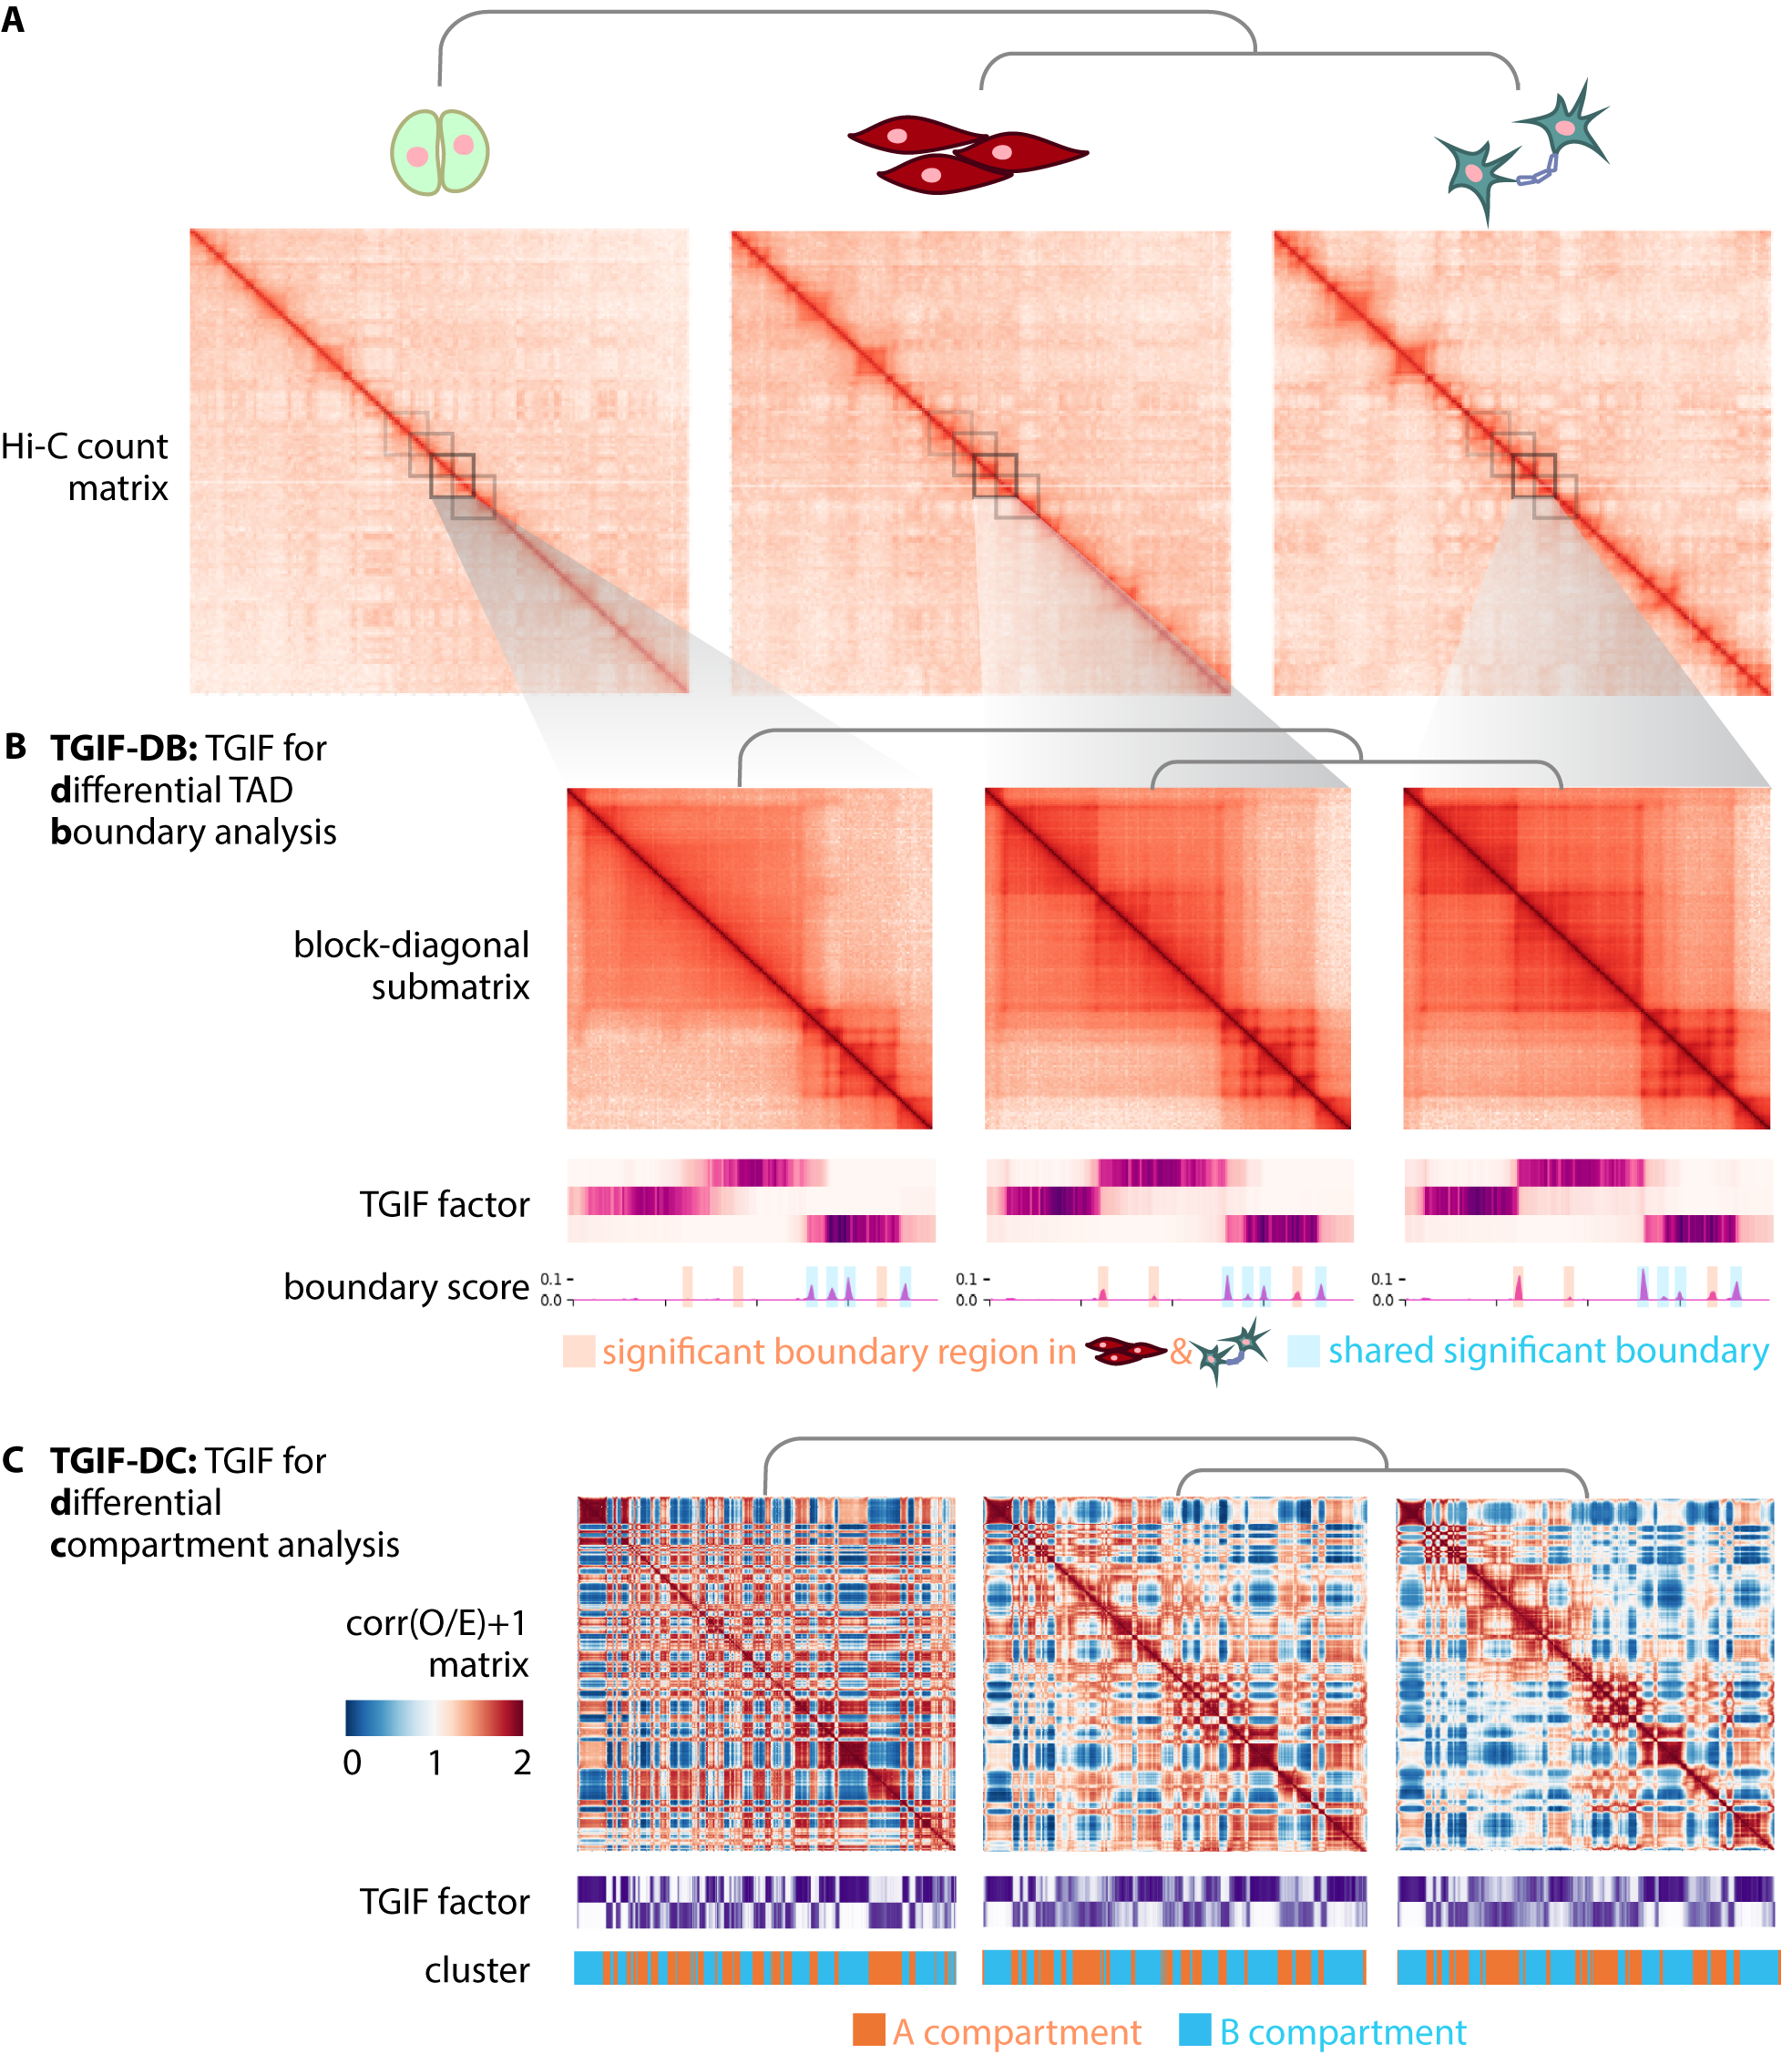 A
Hi-C count
matrix
B TGIF-DB: TGIF for
differential TAD
boundary analysis
block-diagonal
submatrix
TGIF factor
boundary score
0.1
0.0
0.1
0.0
0.1
0.0
significant boundary region in & shared significant boundary
C TGIF-DC: TGIF for
differential
compartment analysis
corr(O/E)+1
matrix
0 1 2
TGIF factor
cluster
A compartment B compartment